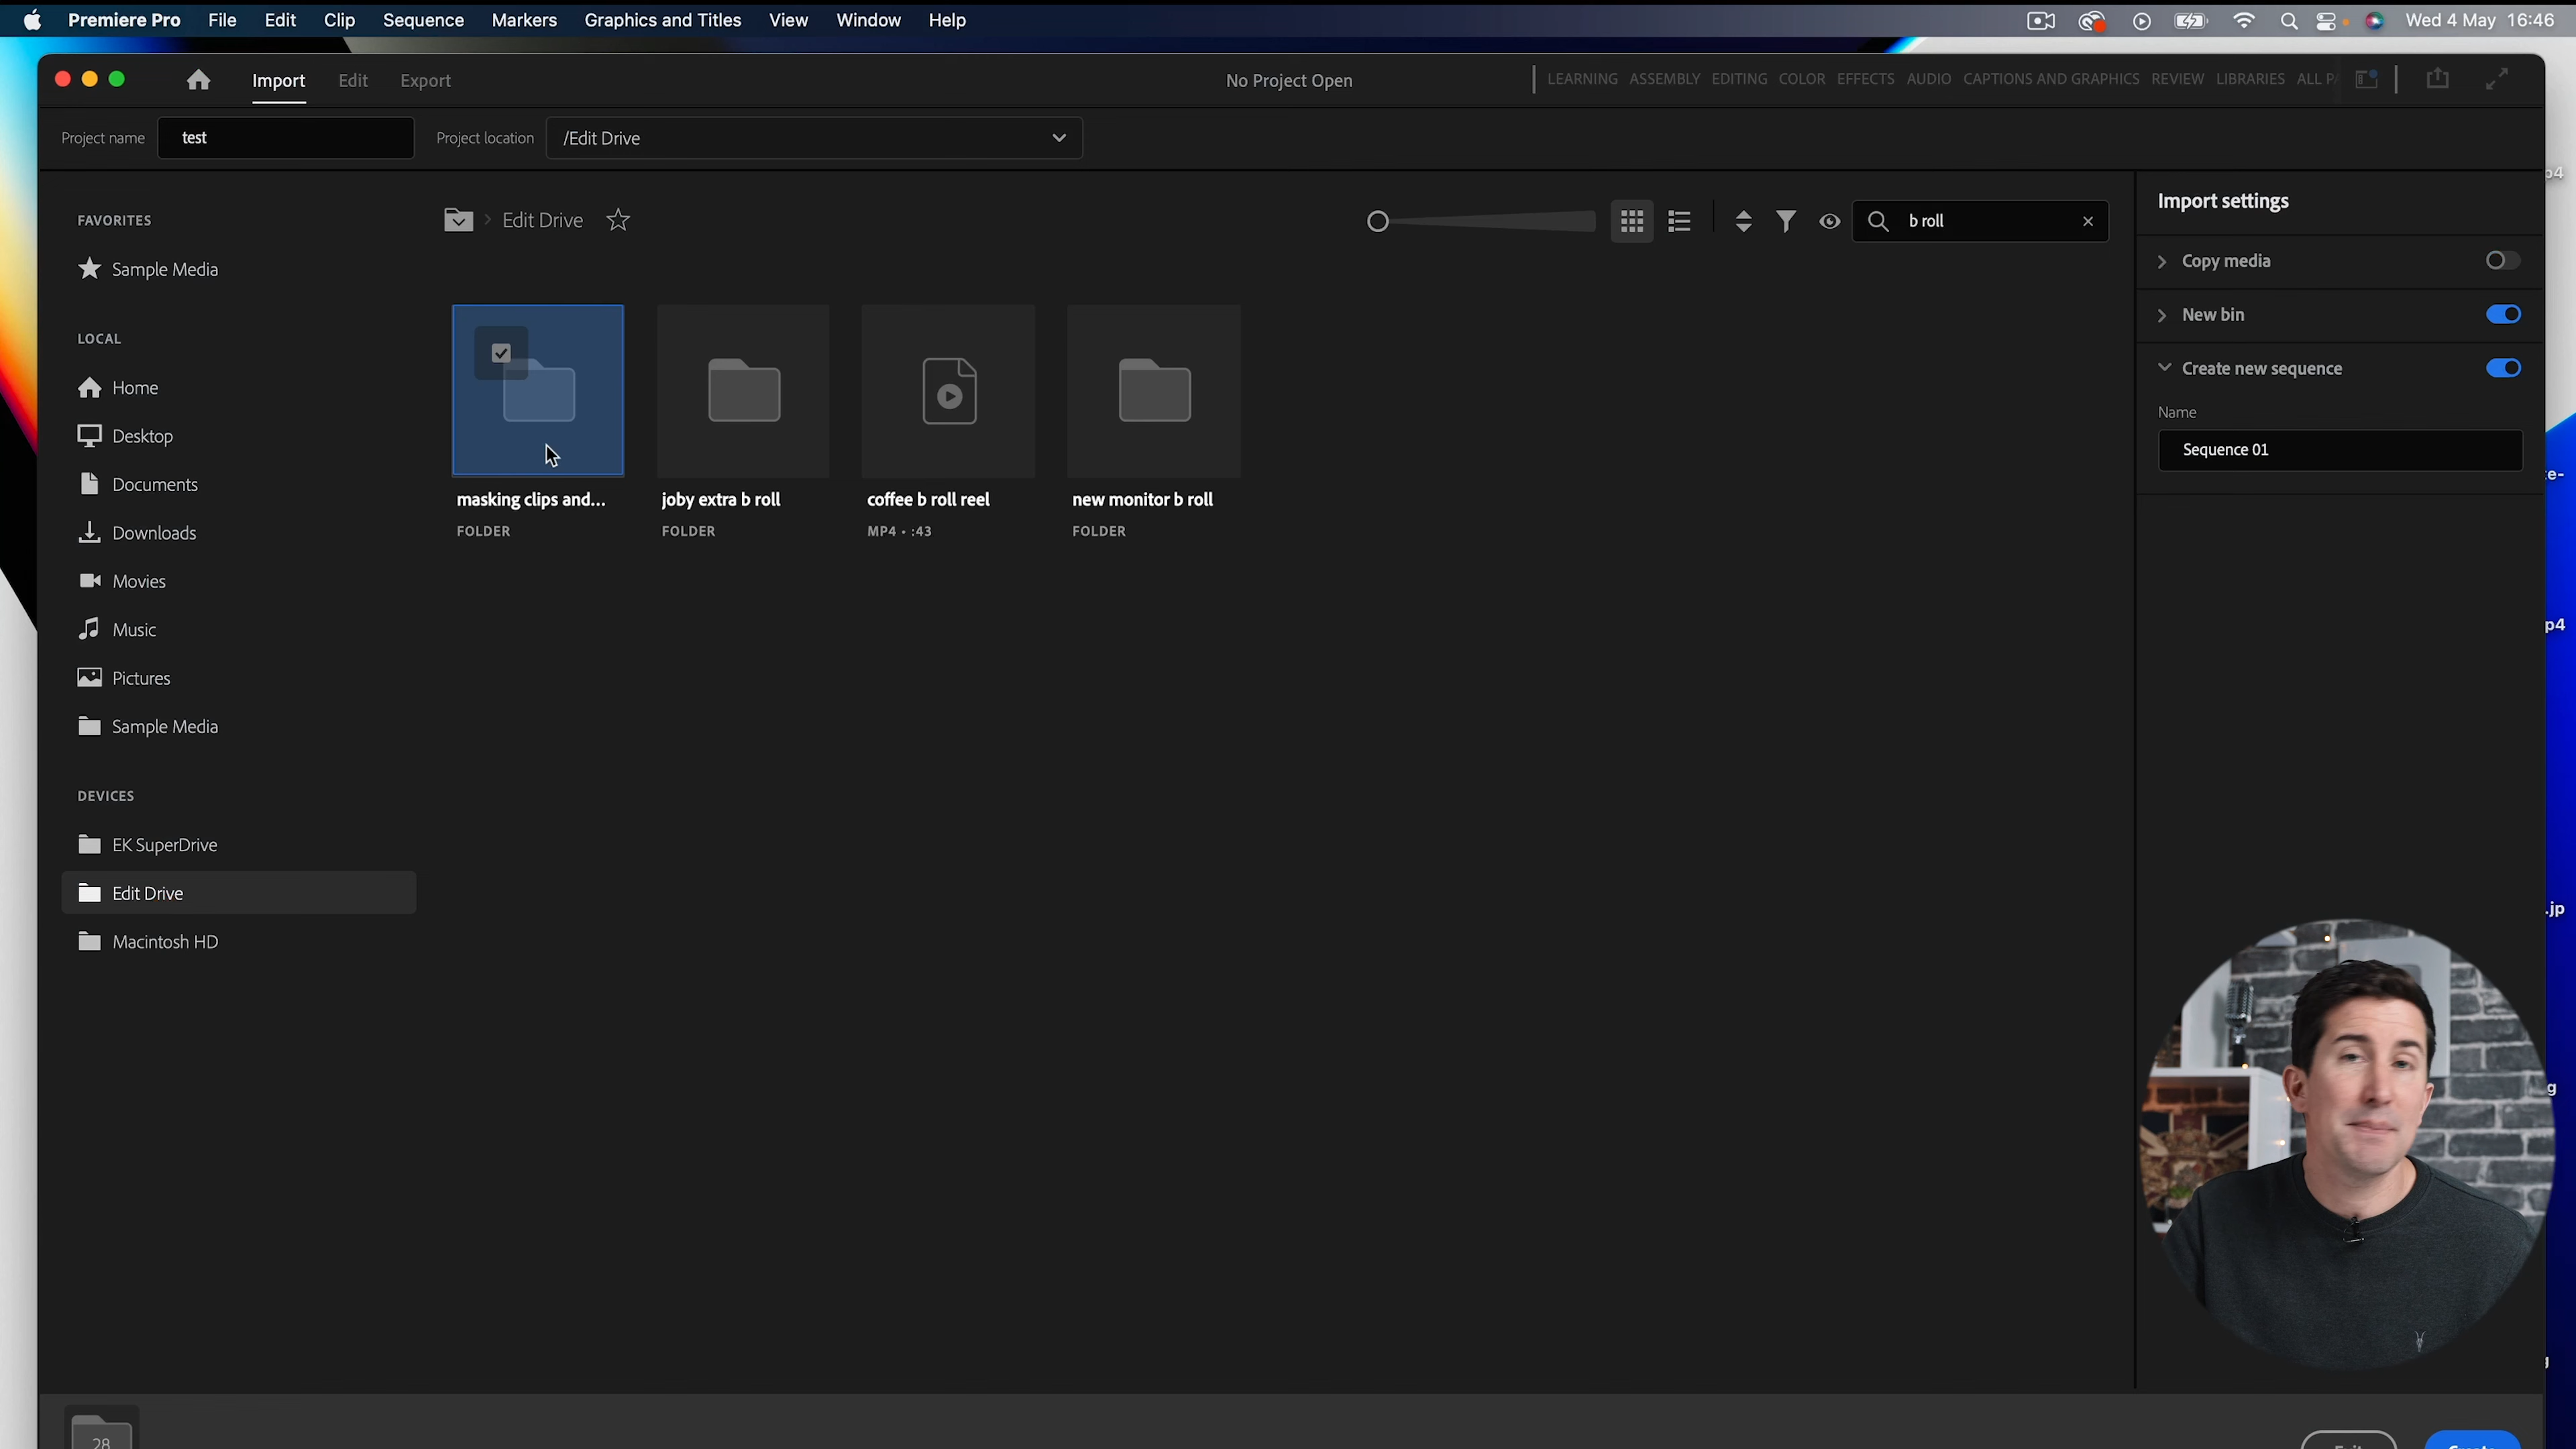 Premiere Pro File Edit Clip Sequence Markers Graphics and Titles View Window Help Wed 4 May 16:46
Import Edit Export No Project Open LEARNING ASSEMBLY EDITING COLOR EFFECTS AUDIO CAPTIONS AND GRAPHICS REVIEW LIBRARIES ALL
Project name test Project location /Edit Drive
FAVORITES
Sample Media
LOCAL
Home
Desktop
Documents
Downloads
Movies
Music
Pictures
Sample Media
DEVICES
EK SuperDrive
Edit Drive
Macintosh HD
Edit Drive b roll
masking clips and... joby extra b roll coffee b roll reel new monitor b roll
FOLDER FOLDER MP4 • :43 FOLDER
Import settings
Copy media
New bin
Create new sequence
Name
Sequence 01
28